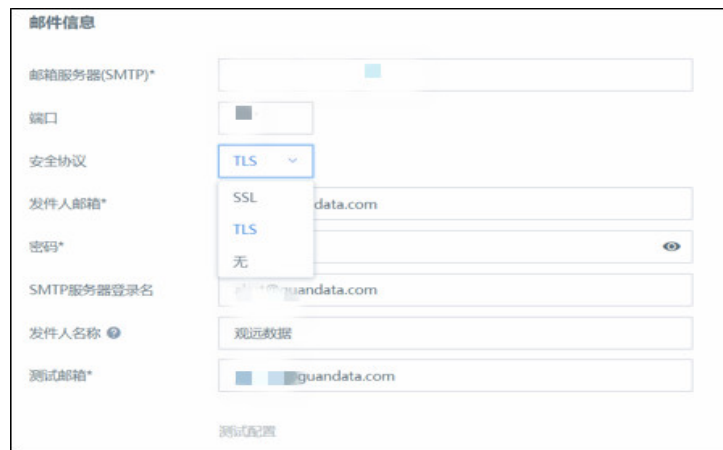 邮件信息
邮箱服务器(SMTP)*
端口
安全协议 TLS
SSL
发件人邮箱* data.com
TLS
密码*
无
SMTP服务器登录名 @guandata.com
发件人名称 观远数据
测试邮箱* guandata.com
测试配置